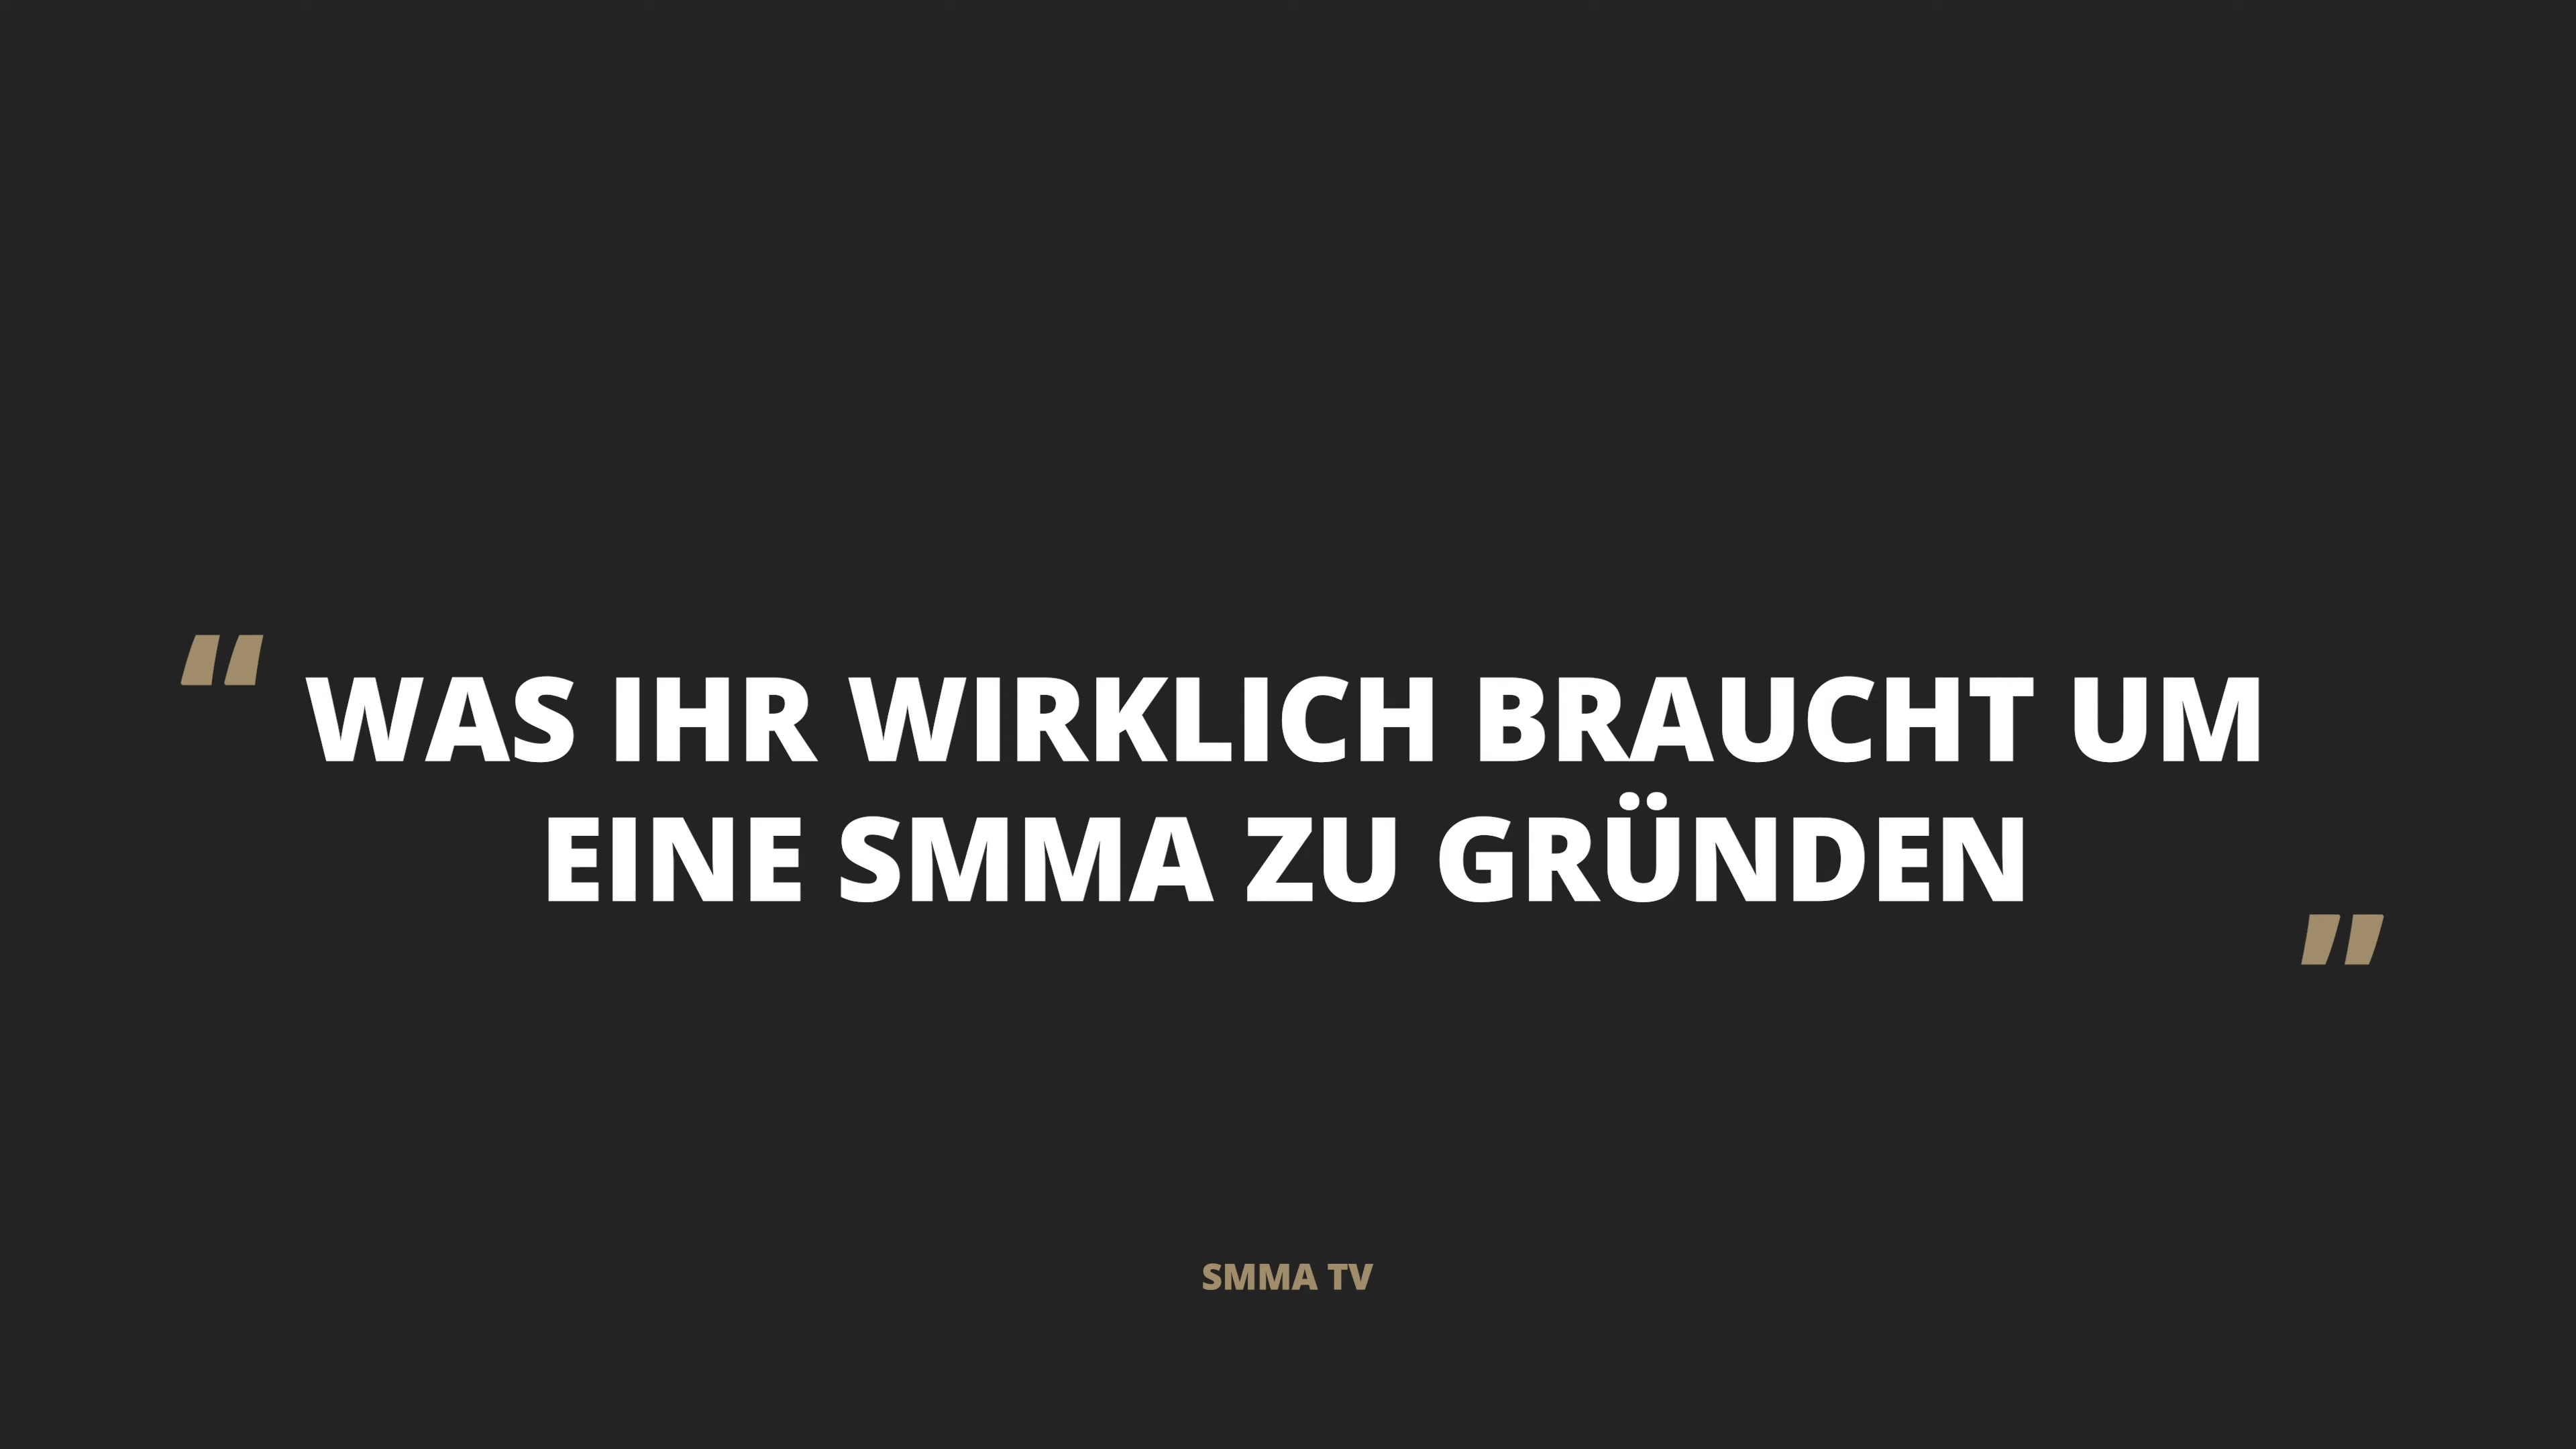 “ WAS IHR WIRKLICH BRAUCHT UM
EINE SMMA ZU GRÜNDEN ”
SMMA TV